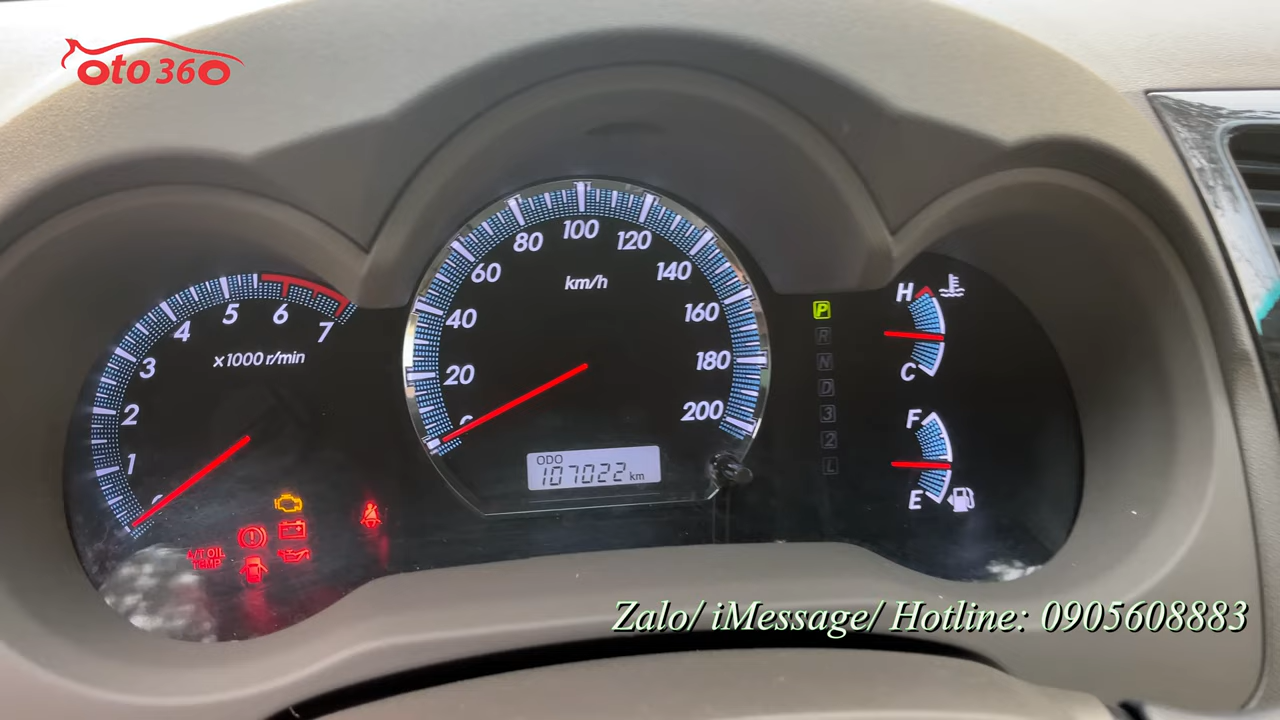 oto360
80 100 120
60 km/h 140
40 160
20 180
0 200
ODO
107022 km
4 5 6 7
3 x1000 r/min
2
1
0
A/T OIL
TEMP
P
R
N
D
3
2
L
H
C
F
E
Zalo/ iMessage/ Hotline: 0905608883